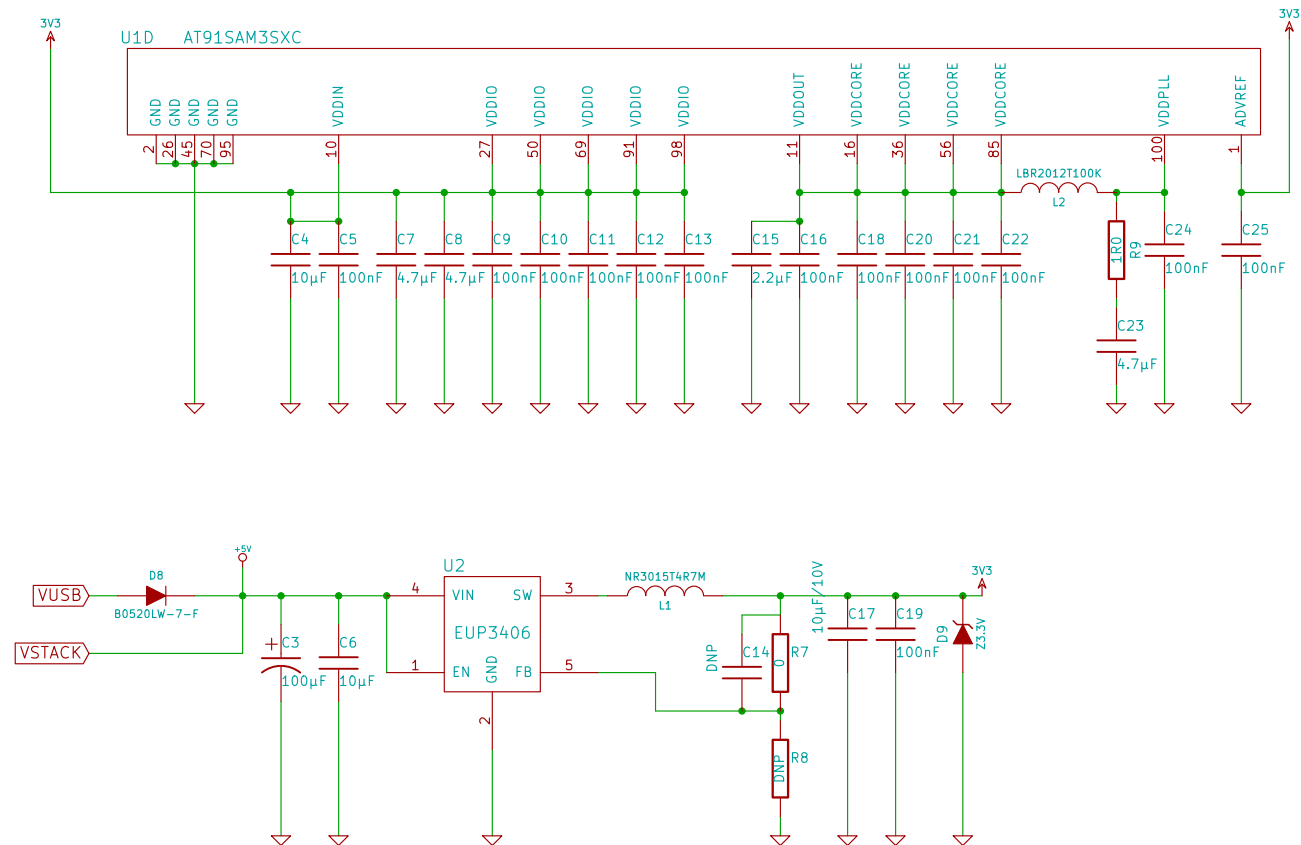 3V3
3V3
U1D AT91SAM3SXC
GND
GND
GND
GND
GND
VDDIN
VDDIO
VDDIO
VDDIO
VDDIO
VDDIO
VDDOUT
VDDCORE
VDDCORE
VDDCORE
VDDCORE
VDDPLL
ADVREF
2
26
45
70
95
10
27
50
69
91
98
11
16
36
56
85
100
1
LBR2012T100K
L2
C4
10µF
C5
100nF
C7
4.7µF
C8
4.7µF
C9
100nF
C10
100nF
C11
100nF
C12
100nF
C13
100nF
C15
2.2µF
C16
100nF
C18
100nF
C20
100nF
C21
100nF
C22
100nF
1R0
R9
C24
100nF
C25
100nF
C23
4.7µF
VUSB
D8
B0520LW-7-F
VSTACK
+5V
C3
100µF
C6
10µF
U2
4
VIN
SW
3
EUP3406
1
EN
GND
FB
5
2
NR3015T4R7M
L1
DNP
C14
0
R7
DNP
R8
10µF/10V
C17
C19
100nF
D9
Z3.3V
3V3